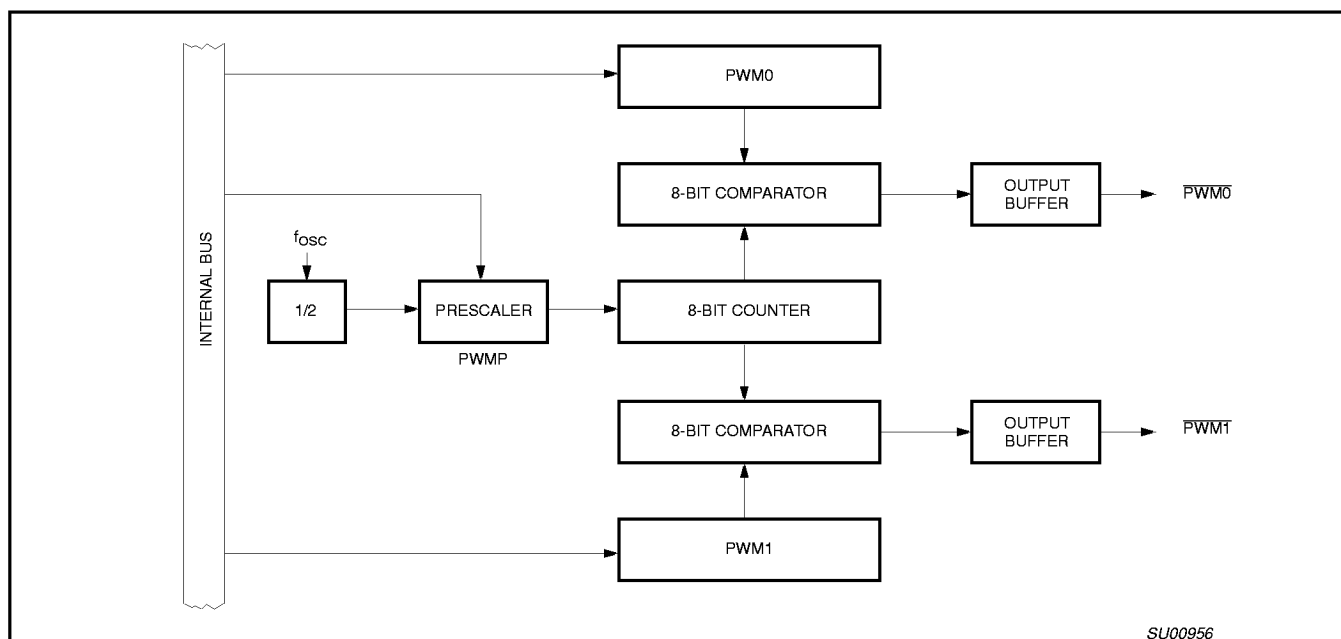 PWM0
8-BIT COMPARATOR
OUTPUT
BUFFER
PWM0
INTERNAL BUS
fosc
1/2
PRESCALER
8-BIT COUNTER
PWMP
8-BIT COMPARATOR
OUTPUT
BUFFER
PWM1
PWM1
SU00956